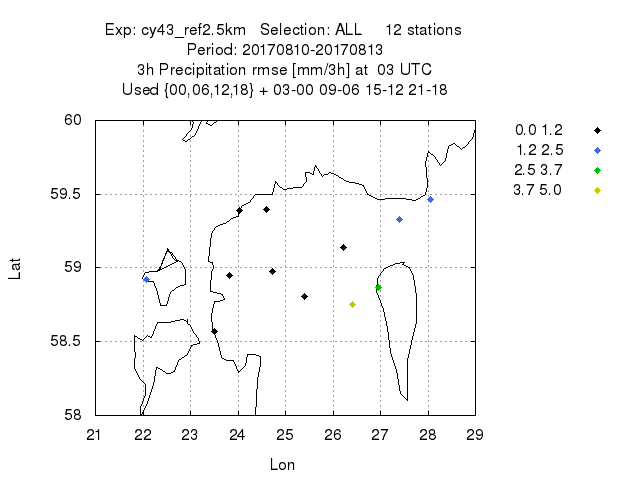 Exp: cy43_ref2.5km Selection: ALL 12 stations
Period: 20170810-20170813
3h Precipitation rmse [mm/3h] at 03 UTC
Used {00,06,12,18} + 03-00 09-06 15-12 21-18
60
59.5
59
58.5
58
Lat
21 22 23 24 25 26 27 28 29
Lon
0.0 1.2
1.2 2.5
2.5 3.7
3.7 5.0